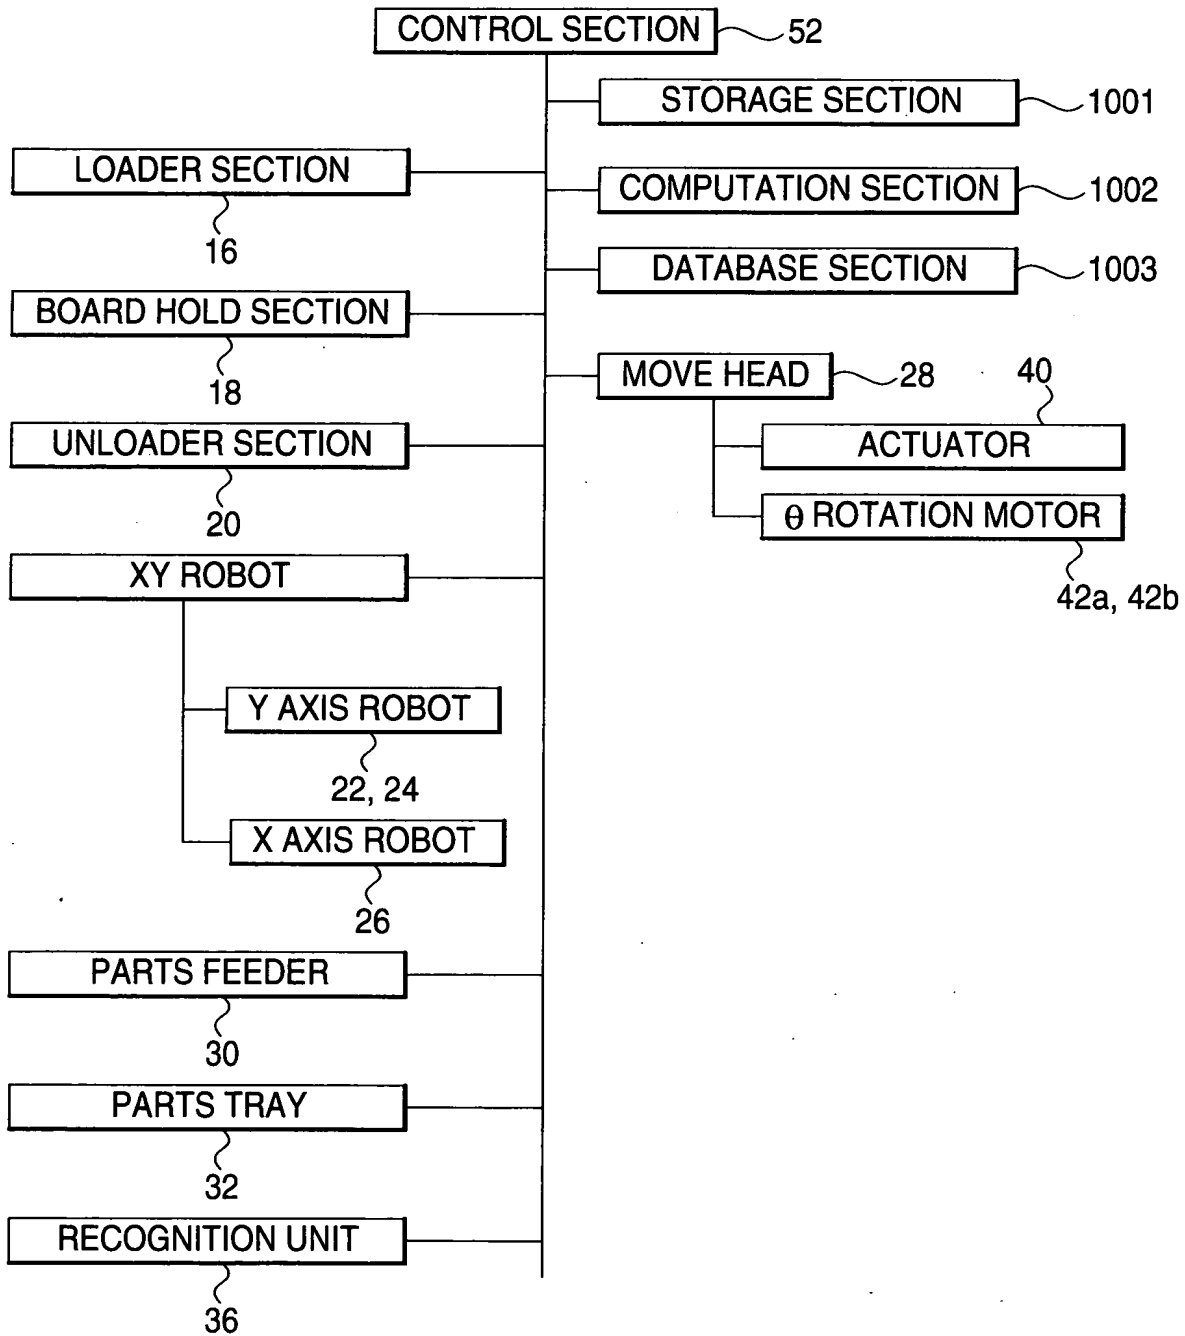 CONTROL SECTION
52
STORAGE SECTION
1001
LOADER SECTION
16
COMPUTATION SECTION
1002
DATABASE SECTION
1003
BOARD HOLD SECTION
18
MOVE HEAD
28
40
ACTUATOR
UNLOADER SECTION
20
θ ROTATION MOTOR
42a, 42b
XY ROBOT
Y AXIS ROBOT
22, 24
X AXIS ROBOT
26
PARTS FEEDER
30
PARTS TRAY
32
RECOGNITION UNIT
36